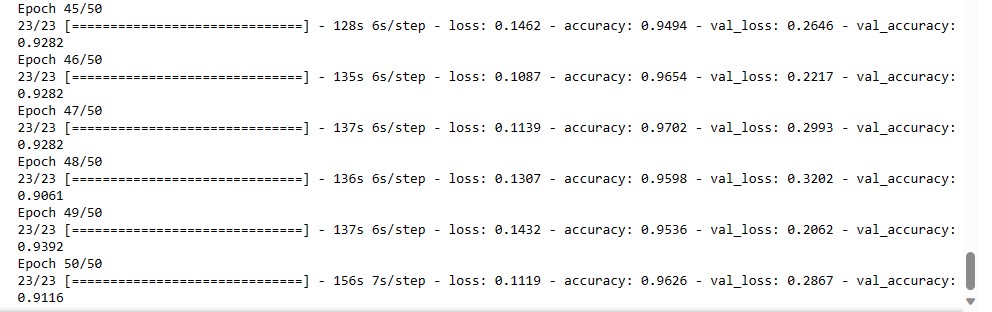 Epoch 45/50
23/23 [==============================] - 128s 6s/step - loss: 0.1462 - accuracy: 0.9494 - val_loss: 0.2646 - val_accuracy:
0.9282
Epoch 46/50
23/23 [==============================] - 135s 6s/step - loss: 0.1087 - accuracy: 0.9654 - val_loss: 0.2217 - val_accuracy:
0.9282
Epoch 47/50
23/23 [==============================] - 137s 6s/step - loss: 0.1139 - accuracy: 0.9702 - val_loss: 0.2993 - val_accuracy:
0.9282
Epoch 48/50
23/23 [==============================] - 136s 6s/step - loss: 0.1307 - accuracy: 0.9598 - val_loss: 0.3202 - val_accuracy:
0.9061
Epoch 49/50
23/23 [==============================] - 137s 6s/step - loss: 0.1432 - accuracy: 0.9536 - val_loss: 0.2062 - val_accuracy:
0.9392
Epoch 50/50
23/23 [==============================] - 156s 7s/step - loss: 0.1119 - accuracy: 0.9626 - val_loss: 0.2867 - val_accuracy:
0.9116